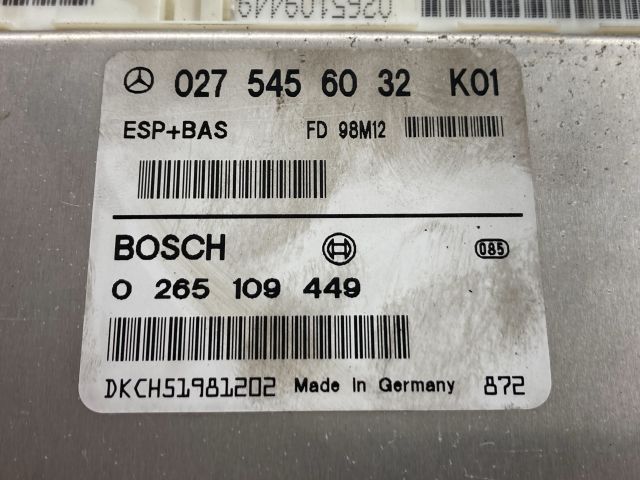 0265109449
027 545 60 32 K01
ESP+BAS FD 98M12
BOSCH 085
0 265 109 449
DKCH51981202 Made In Germany 872